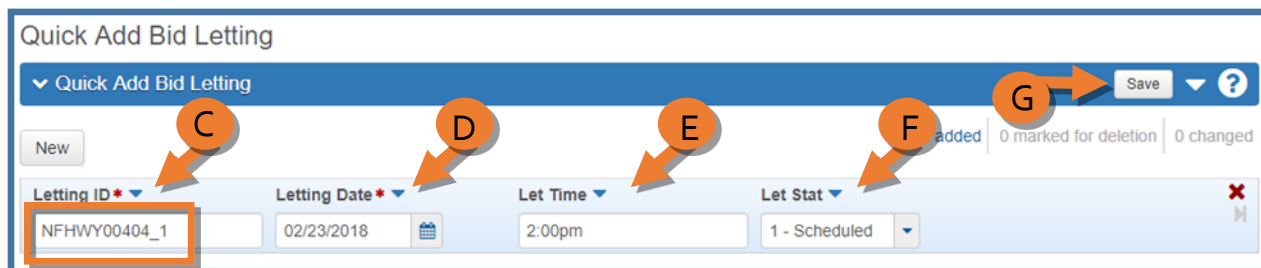 Quick Add Bid Letting
Quick Add Bid Letting
G
Save
?
C
D
E
F
New
added
0 marked for deletion
0 changed
Letting ID*
Letting Date*
Let Time
Let Stat
NFHWY00404_1
02/23/2018
2:00pm
1 - Scheduled